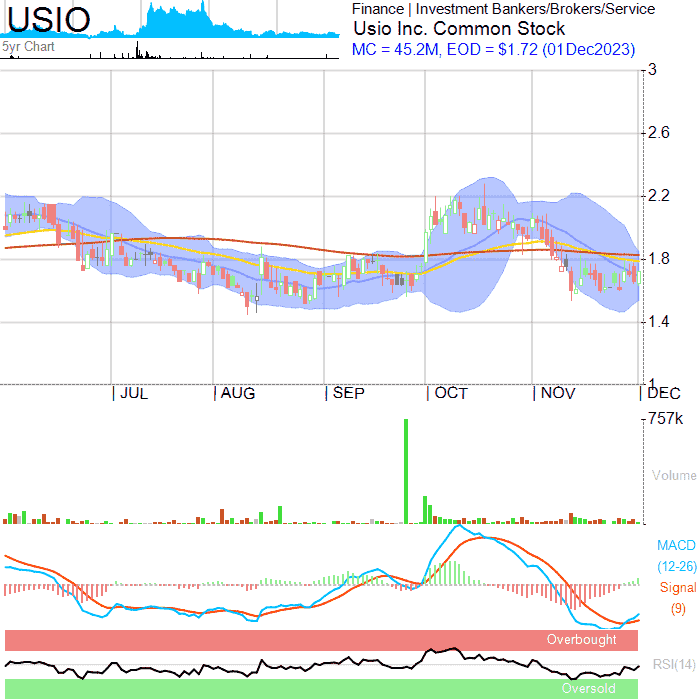 USIO
5yr Chart
Finance | Investment Bankers/Brokers/Service
Usio Inc. Common Stock
MC = 45.2M, EOD = $1.72 (01Dec2023)
3
2.6
2.2
1.8
1.4
1
JUL
AUG
SEP
OCT
NOV
DEC
757k
Volume
MACD
(12-26)
Signal
(9)
Overbought
RSI(14)
Oversold